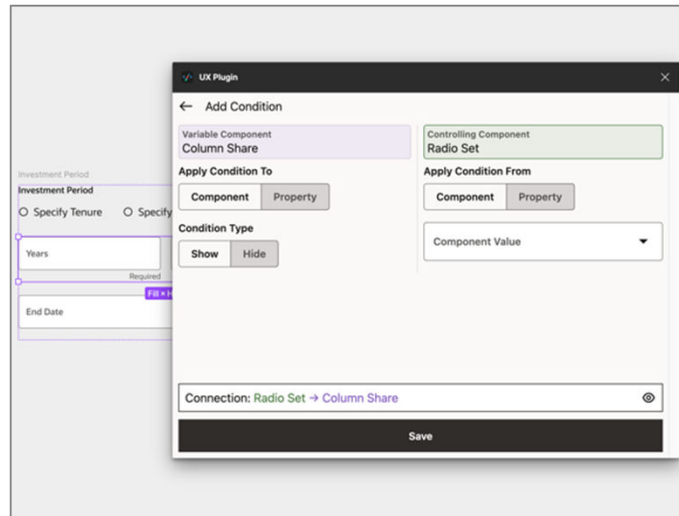 UX Plugin
Add Condition
Variable Component
Column Share
Controlling Component
Radio Set
Apply Condition To
Component Property
Apply Condition From
Component Property
Condition Type
Show Hide
Component Value
Investment Period
Investment Period
Specify Tenure Specify
Years
Required
Fill × H
End Date
Connection: Radio Set → Column Share
Save